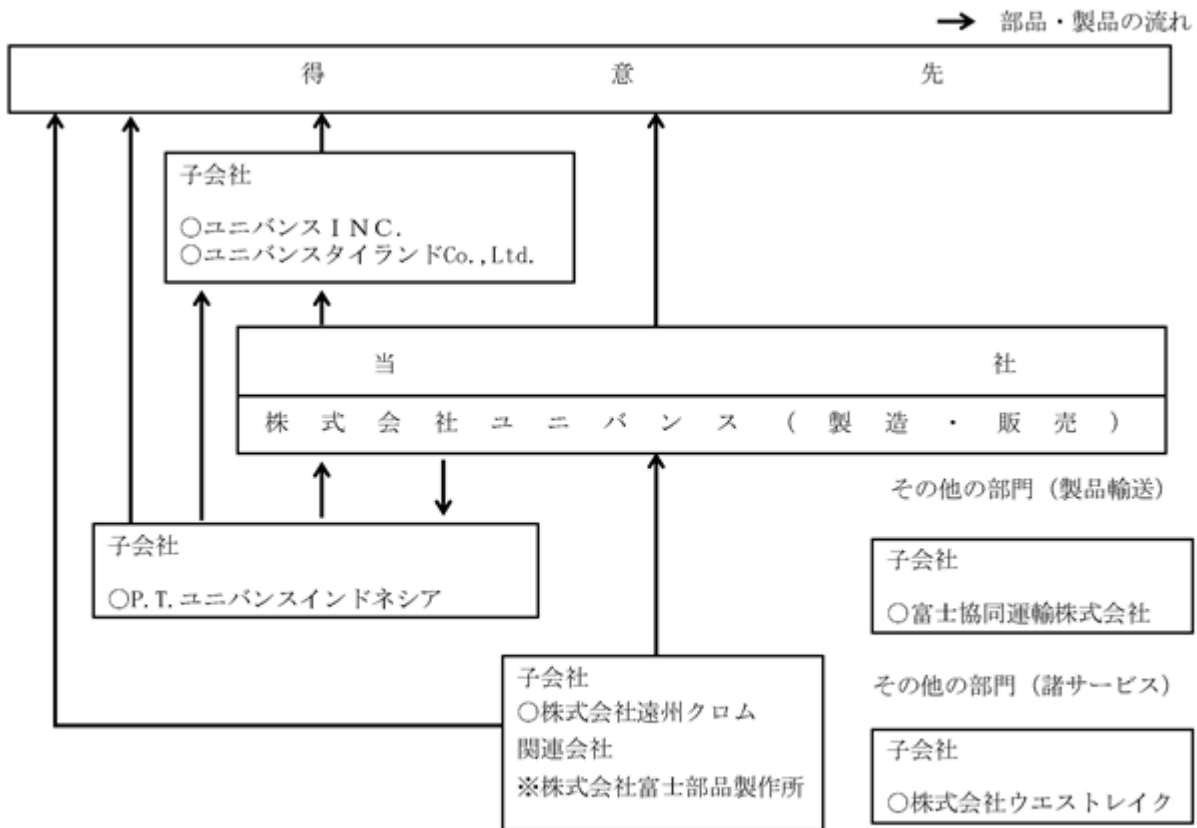 → 部品・製品の流れ
得意先
子会社
○ユニバンスINC.
○ユニバンスタイランドCo.,Ltd.
当社
株式会社ユニバンス(製造・販売)
子会社
○P.T.ユニバンスインドネシア
その他の部門(製品輸送)
子会社
○富士協同運輸株式会社
子会社
○株式会社遠州クロム
関連会社
※株式会社富士部品製作所
その他の部門(諸サービス)
子会社
○株式会社ウエストレイク